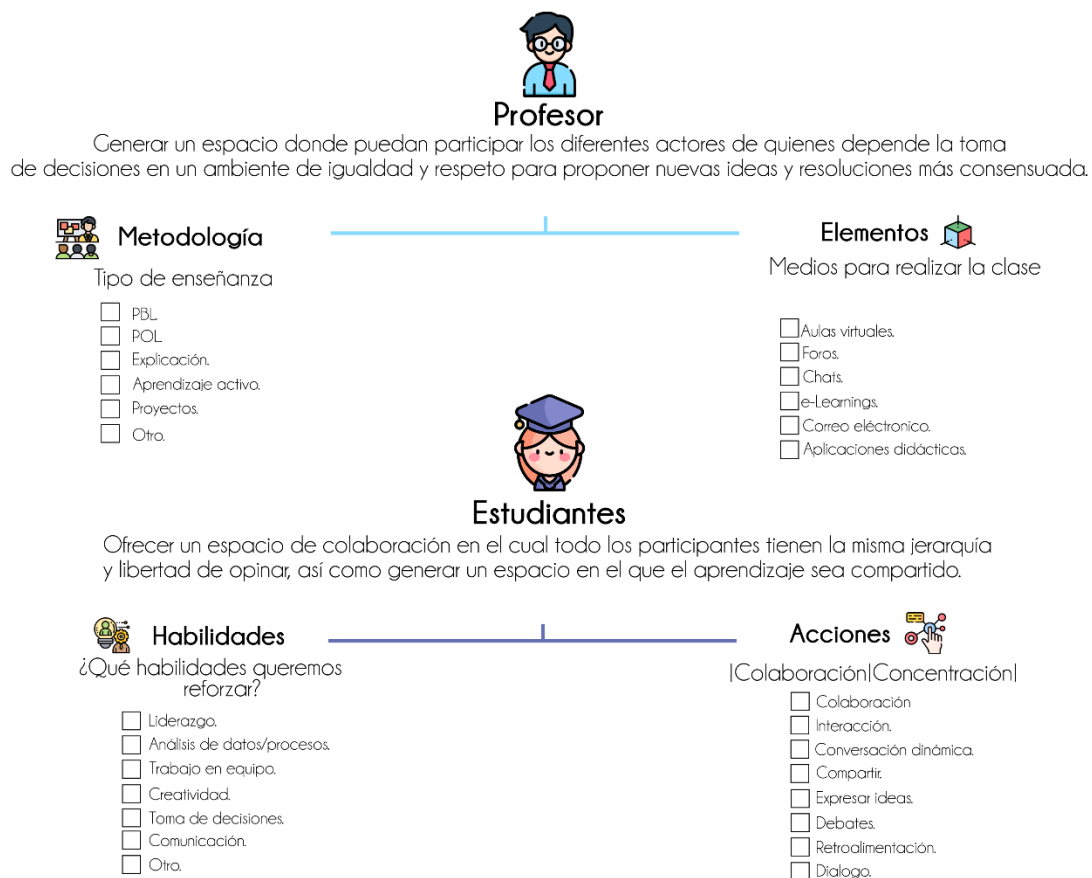 Profesor
Generar un espacio donde puedan participar los diferentes actores de quienes depende la toma
de decisiones en un ambiente de igualdad y respeto para proponer nuevas ideas y resoluciones más consensuada.
Metodología
Tipo de enseñanza
PBL
POL
Explicación.
Aprendizaje activo.
Proyectos.
Otro.
Elementos
Medios para realizar la clase
Aulas virtuales.
Foros.
Chats.
e-Learnings.
Correo eléctronico.
Aplicaciones didácticas.
Estudiantes
Ofrecer un espacio de colaboración en el cual todo los participantes tienen la misma jerarquía
y libertad de opinar, así como generar un espacio en el que el aprendizaje sea compartido.
Habilidades
¿Qué habilidades queremos
reforzar?
Liderazgo.
Análisis de datos/procesos.
Trabajo en equipo.
Creatividad.
Toma de decisiones.
Comunicación.
Otro.
Acciones
|Colaboración|Concentración|
Colaboración
Interacción.
Conversación dinámica.
Compartir.
Expresar ideas.
Debates.
Retroalimentación.
Dialogo.